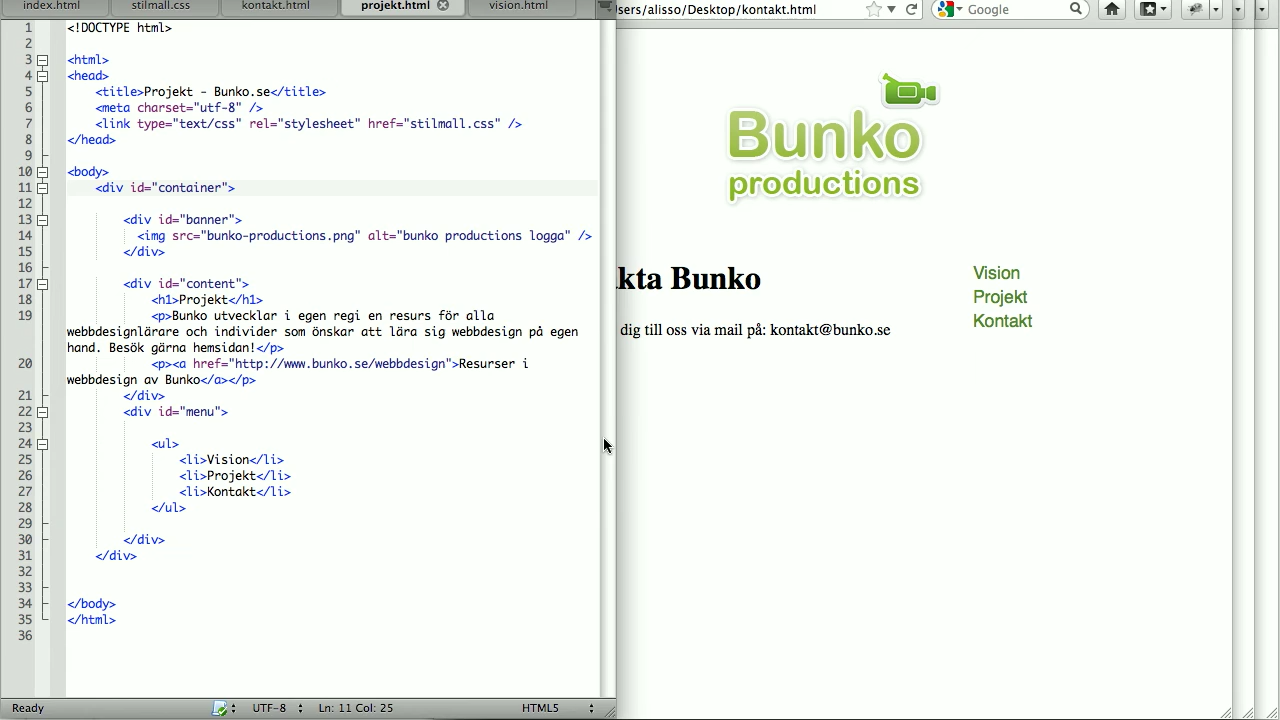 index.html stilmall.css kontakt.html projekt.html vision.html
1 <!DOCTYPE html>
2
3 <html>
4 <head>
5 <title>Projekt - Bunko.se</title>
6 <meta charset="utf-8" />
7 <link type="text/css" rel="stylesheet" href="stilmall.css" />
8 </head>
9
10 <body>
11 <div id="container">
12
13 <div id="banner">
14 <img src="bunko-productions.png" alt="bunko productions logga" />
15 </div>
16
17 <div id="content">
18 <h1>Projekt</h1>
19 <p>Bunko utvecklar i egen regi en resurs för alla
webbdesignlärare och individer som önskar att lära sig webbdesign på egen
hand. Besök gärna hemsidan!</p>
20 <p><a href="http://www.bunko.se/webbdesign">Resurser i
webbdesign av Bunko</a></p>
21 </div>
22 <div id="menu">
23
24 <ul>
25 <li>Vision</li>
26 <li>Projekt</li>
27 <li>Kontakt</li>
28 </ul>
29
30 </div>
31 </div>
32
33
34 </body>
35 </html>
36
Ready UTF-8 Ln: 11 Col: 25 HTML5
sers/alisso/Desktop/kontakt.html Google
Bunko
productions
kta Bunko
dig till oss via mail på: kontakt@bunko.se
Vision
Projekt
Kontakt